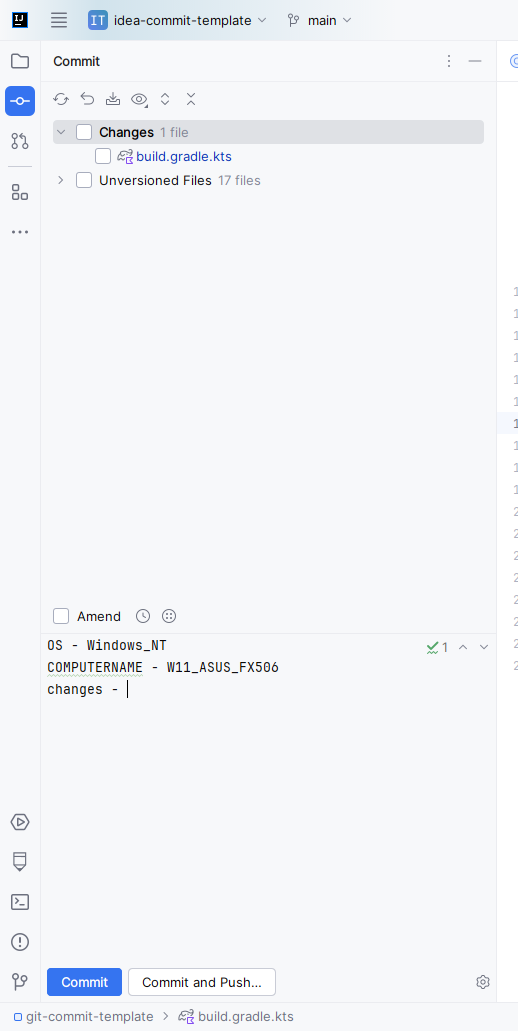 IJ
IT idea-commit-template main
Commit
Changes 1 file
build.gradle.kts
Unversioned Files 17 files
Amend
OS - Windows_NT
1
COMPUTERNAME - W11_ASUS_FX506
changes -
Commit
Commit and Push...
git-commit-template > build.gradle.kts